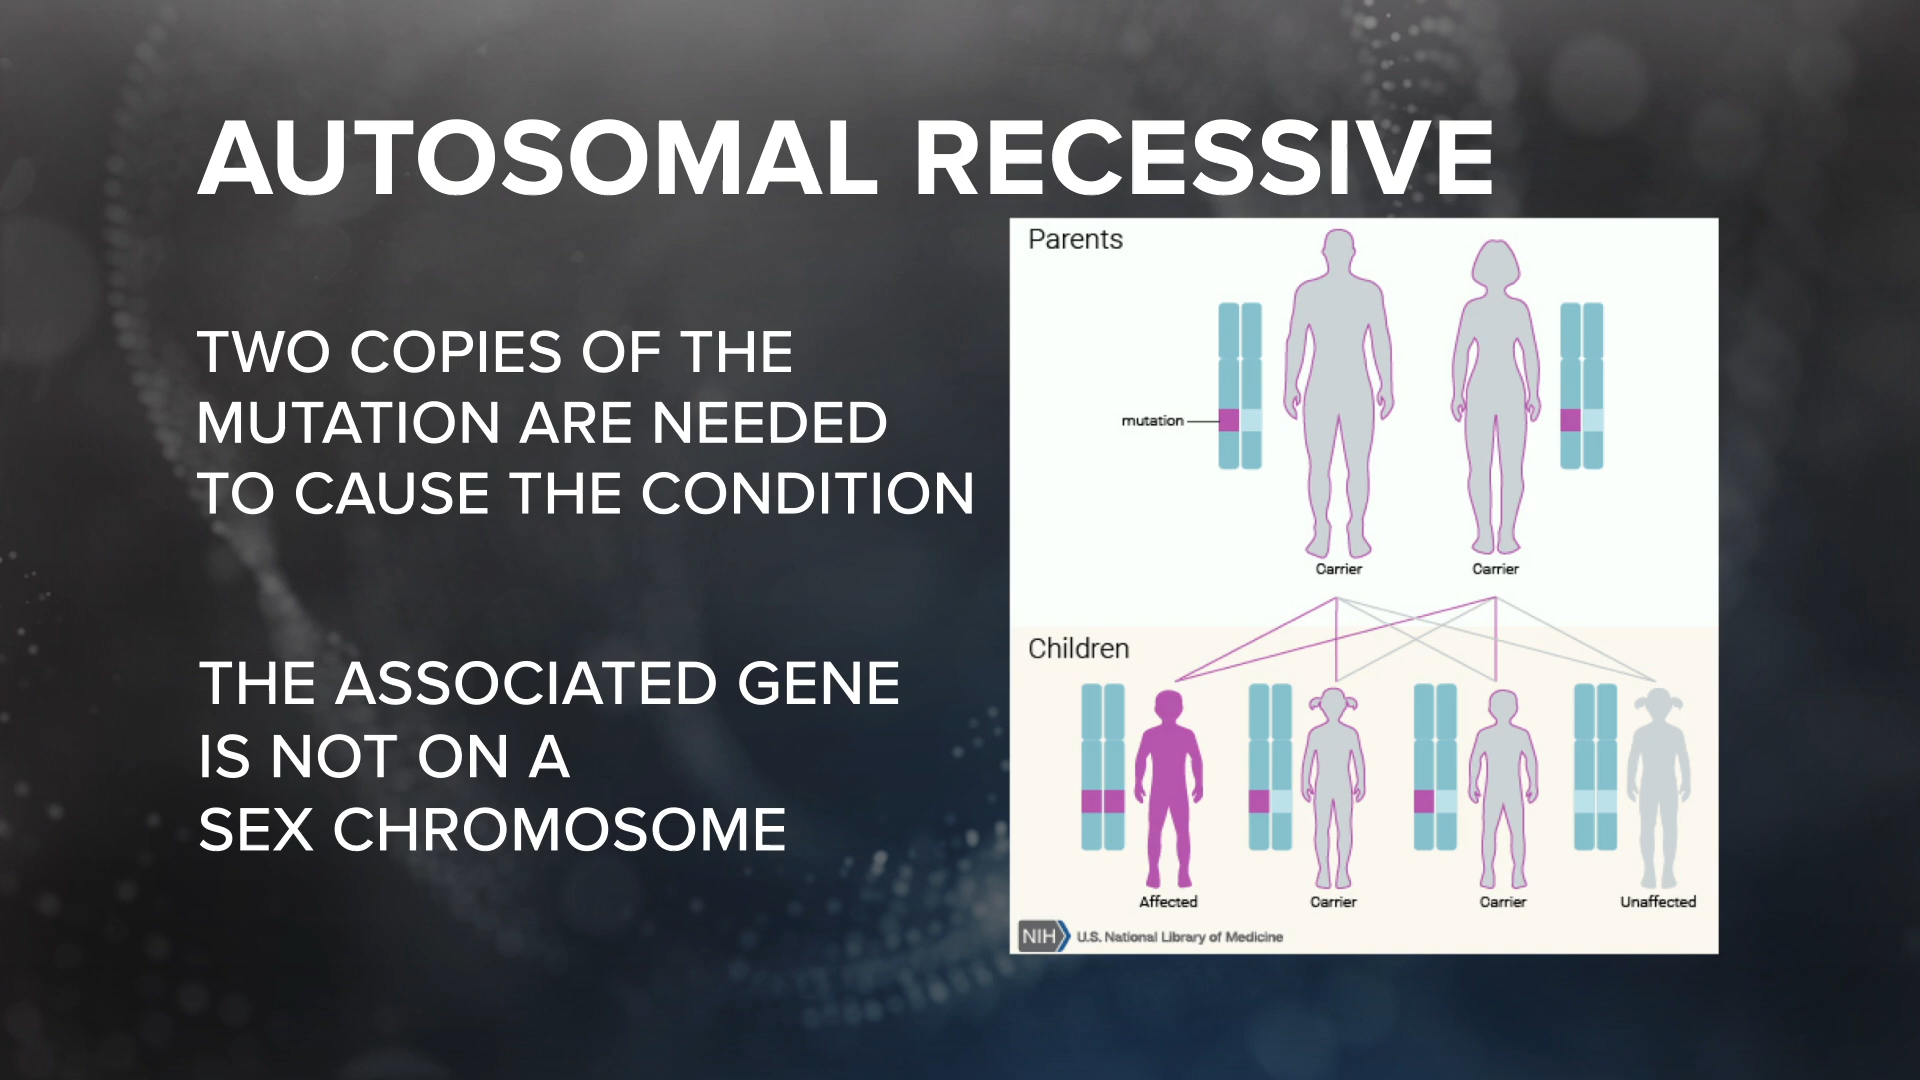 AUTOSOMAL RECESSIVE
TWO COPIES OF THE
MUTATION ARE NEEDED
TO CAUSE THE CONDITION
THE ASSOCIATED GENE
IS NOT ON A
SEX CHROMOSOME
Parents
mutation
Carrier Carrier
Children
Affected Carrier Carrier Unaffected
NIH U.S. National Library of Medicine